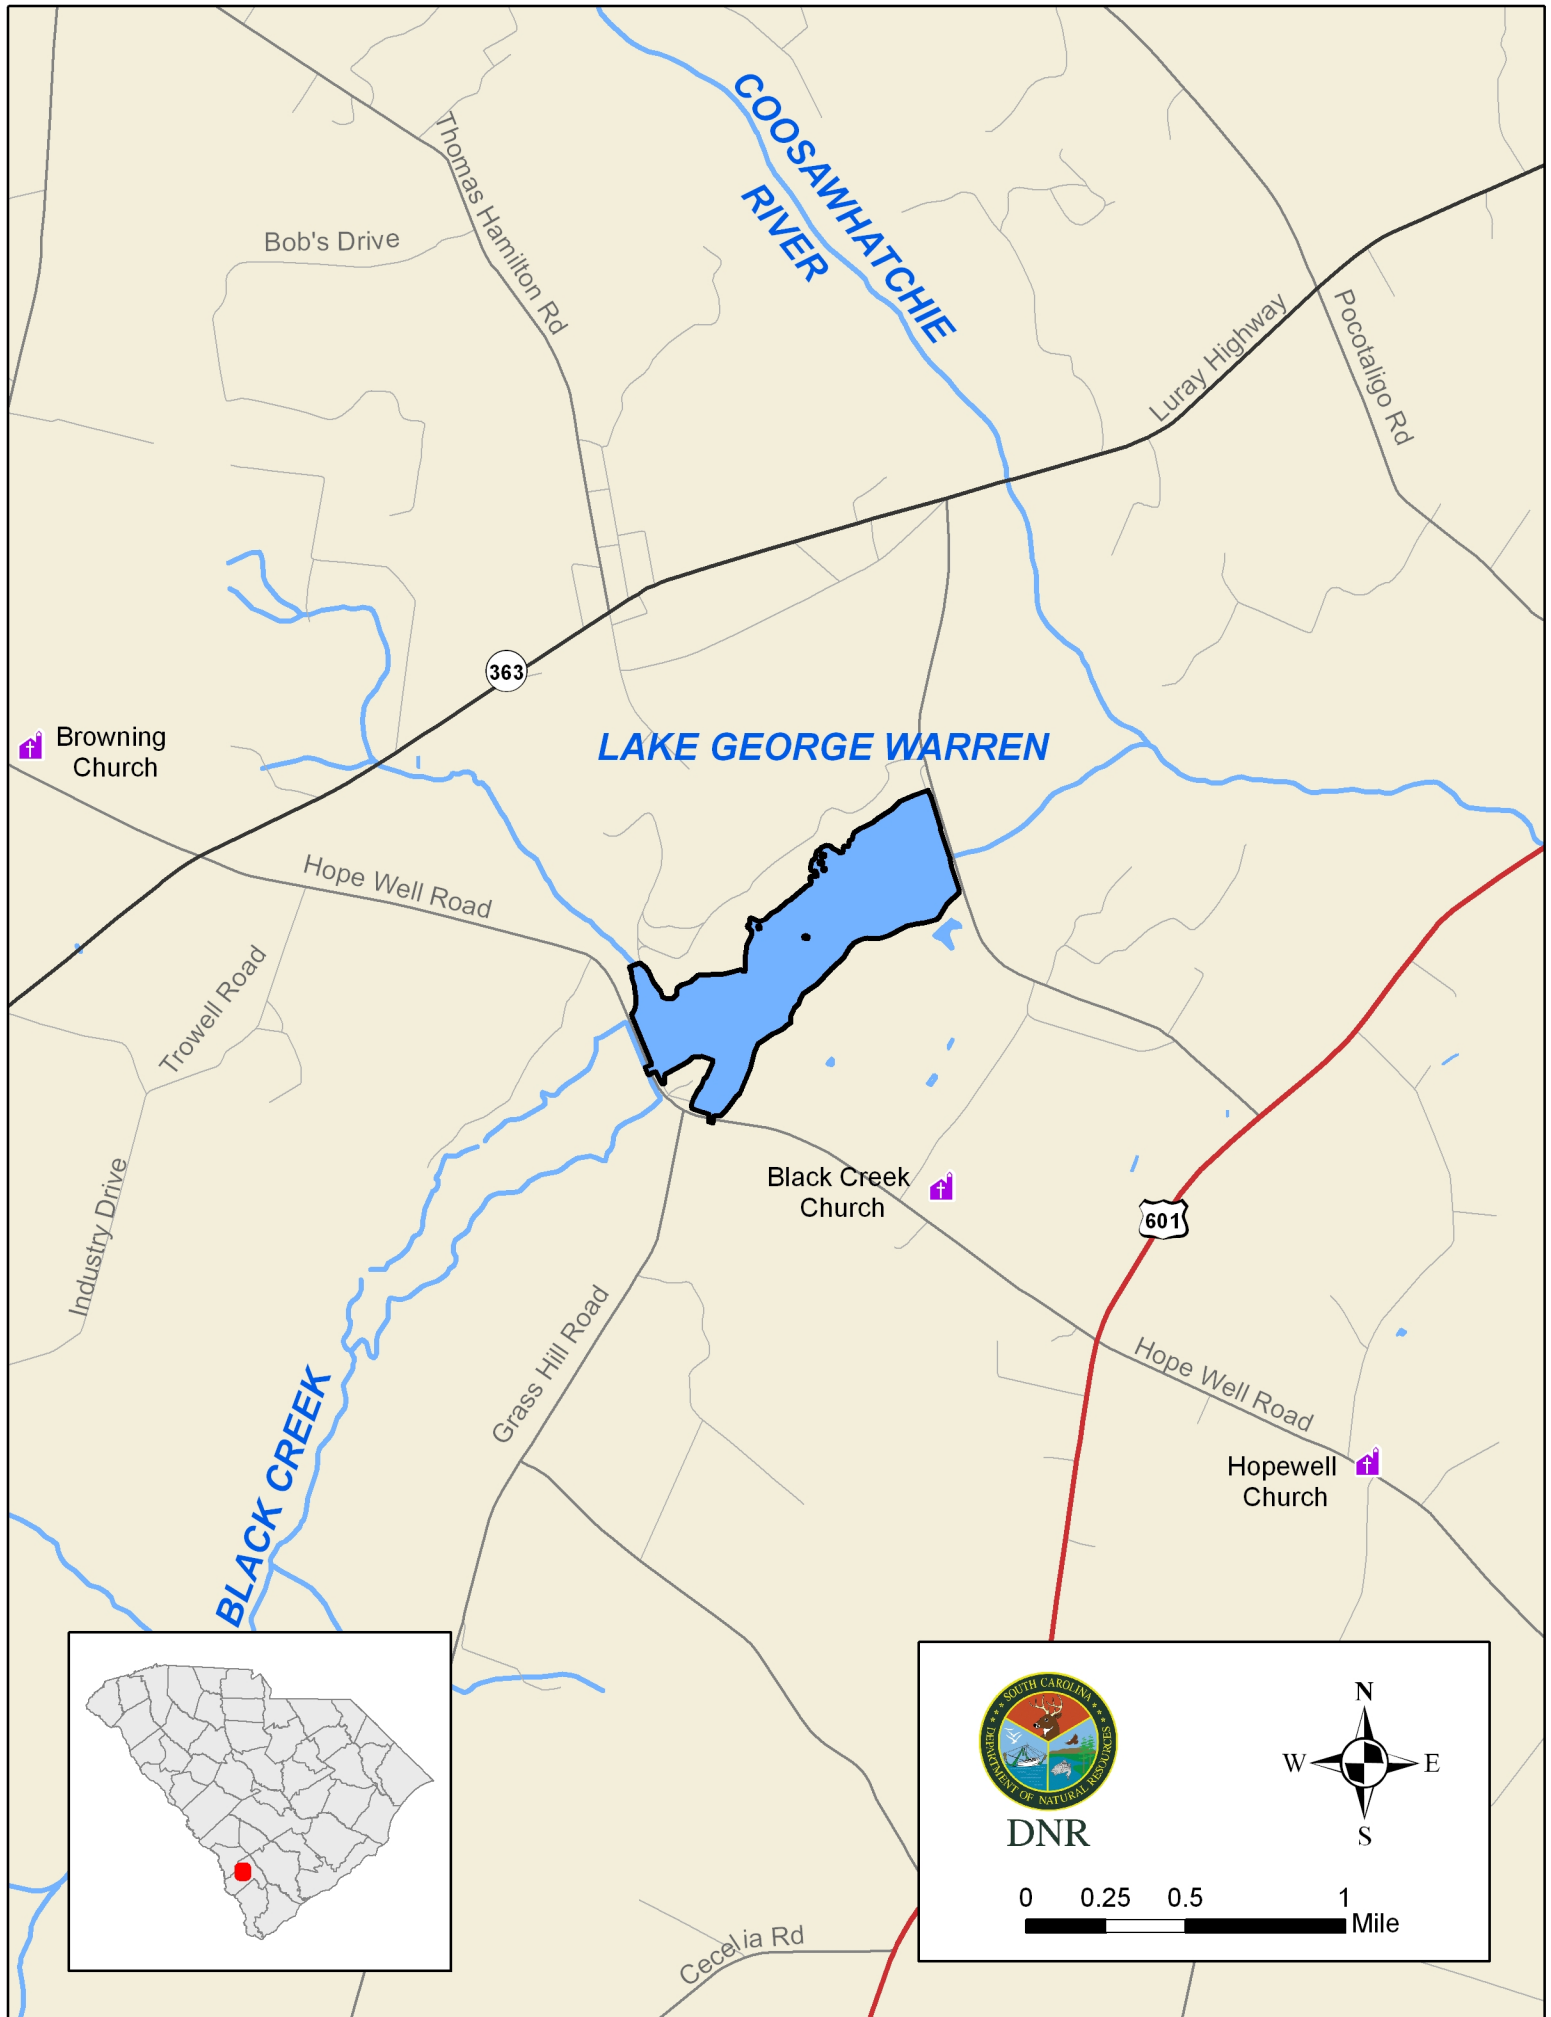 COOSAWHATCHIE
RIVER
Thomas Hamilton Rd
Bob's Drive
Luray Highway
Pocotaligo Rd
363
Browning
Church
LAKE GEORGE WARREN
Hope Well Road
Trowell Road
Industry Drive
Black Creek
Church
601
Grass Hill Road
Hope Well Road
BLACK CREEK
Hopewell
Church
SOUTH CAROLINA
DEPARTMENT OF NATURAL RESOURCES
DNR
N
W
E
S
0 0.25 0.5 1
Mile
Cecelia Rd